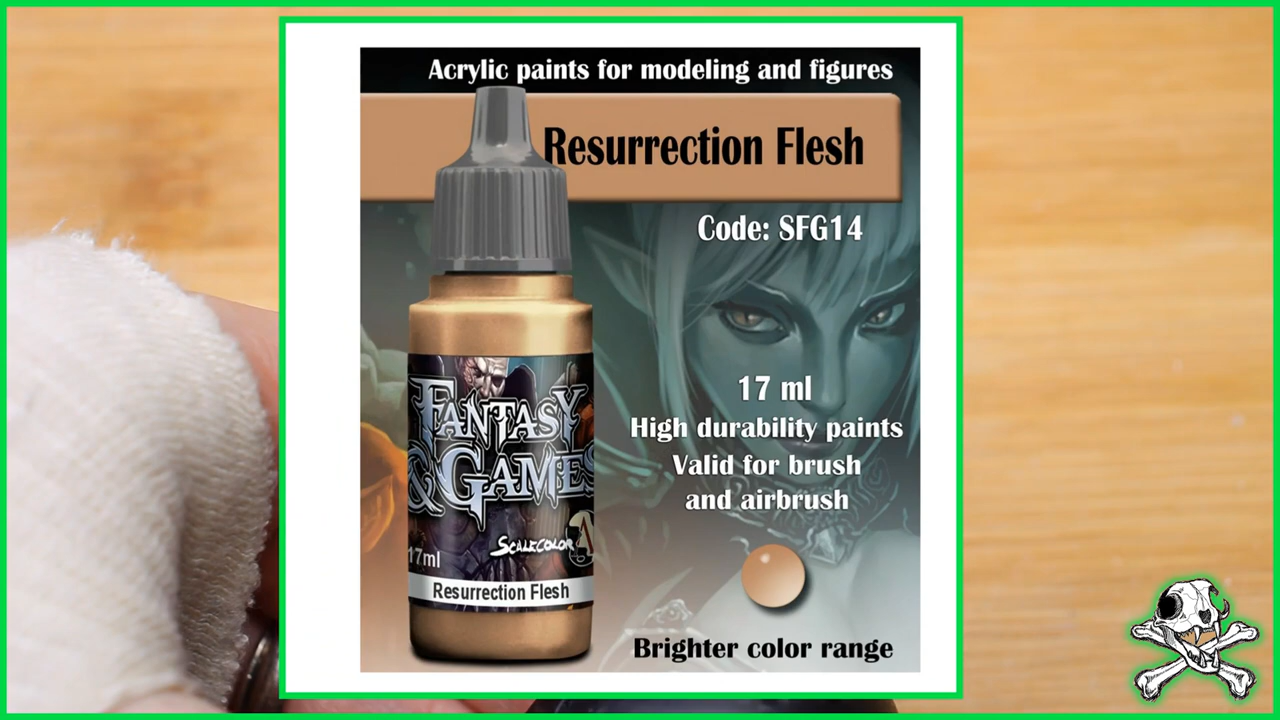 Acrylic paints for modeling and figures
Resurrection Flesh
Code: SFG14
17 ml
High durability paints
Valid for brush
and airbrush
Brighter color range
FANTASY
&GAMES
SCALECOLOR
17ml
Resurrection Flesh